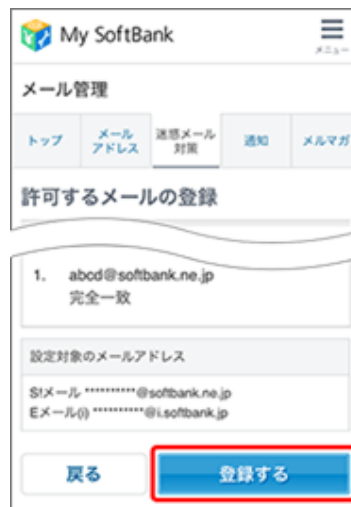 My SoftBank
メニュー
メール管理
トップ
メール
アドレス
迷惑メール
対策
通知
メルマガ
許可するメールの登録
1. abcd@softbank.ne.jp
完全一致
設定対象のメールアドレス
S!メール **********@softbank.ne.jp
Eメール(i) **********@i.softbank.jp
戻る
登録する